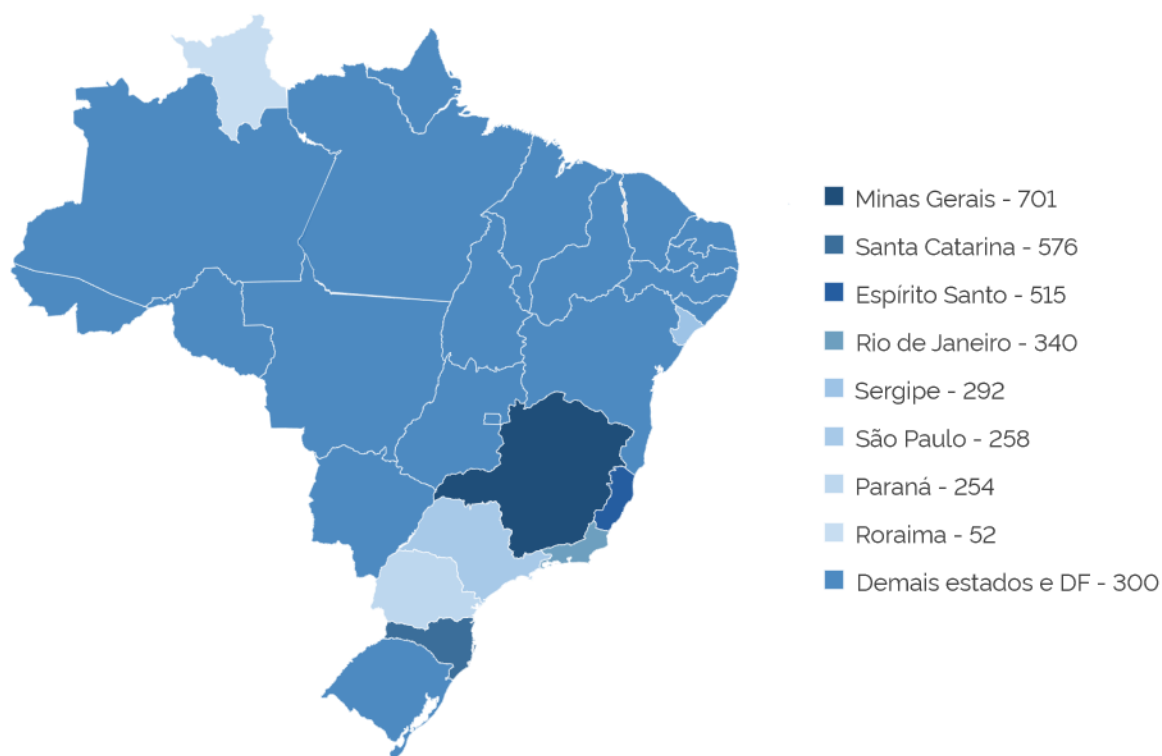 Minas Gerais - 701
Santa Catarina - 576
Espírito Santo - 515
Rio de Janeiro - 340
Sergipe - 292
São Paulo - 258
Paraná - 254
Roraima - 52
Demais estados e DF - 300